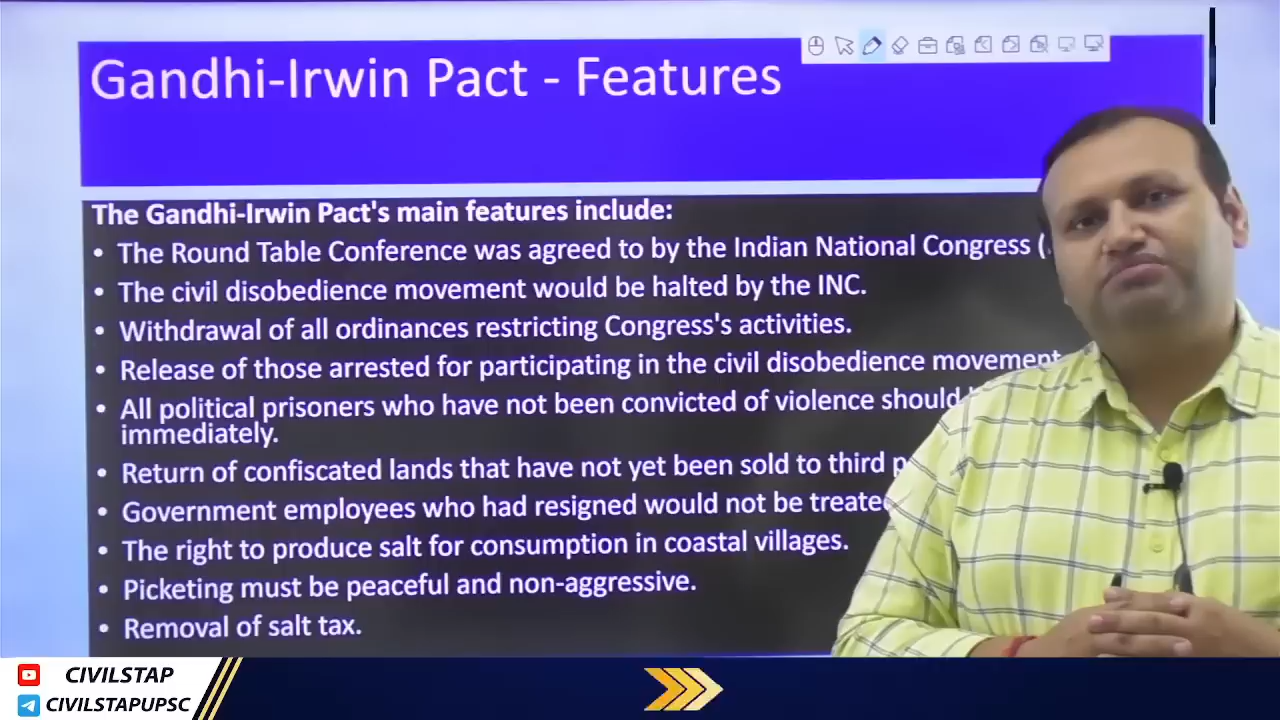 Gandhi-Irwin Pact - Features
The Gandhi-Irwin Pact's main features include:
• The Round Table Conference was agreed to by the Indian National Congress (
• The civil disobedience movement would be halted by the INC.
• Withdrawal of all ordinances restricting Congress's activities.
• Release of those arrested for participating in the civil disobedience movement
• All political prisoners who have not been convicted of violence should
immediately.
• Return of confiscated lands that have not yet been sold to third
• Government employees who had resigned would not be treated
• The right to produce salt for consumption in coastal villages.
• Picketing must be peaceful and non-aggressive.
• Removal of salt tax.
CIVILSTAP
CIVILSTAPUPSC